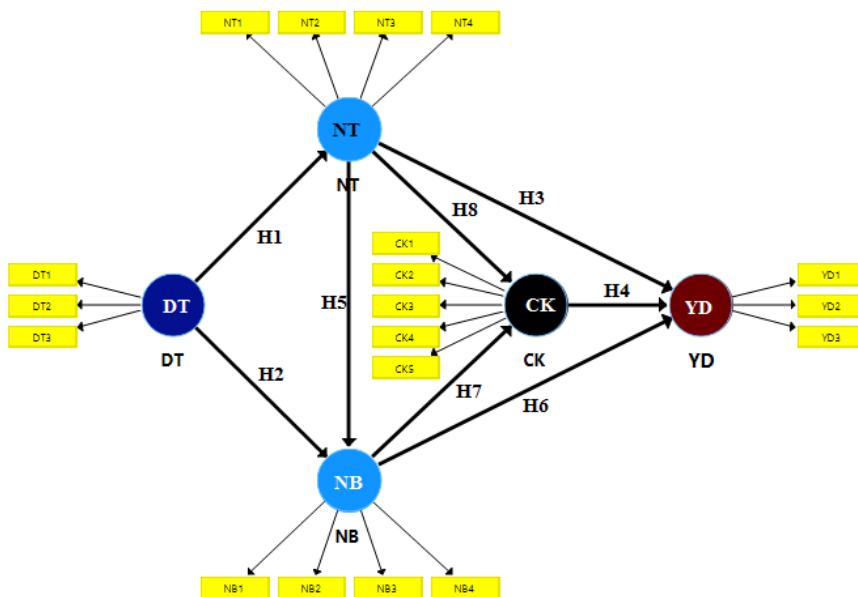 NT1 NT2 NT3 NT4
NT
NT
H1
H8
H3
H5
DT1
DT2
DT3
DT
DT
CK1
CK2
CK3
CK4
CK5
CK
CK
H4
YD
YD
YD1
YD2
YD3
H2
H7
H6
NB
NB
NB1 NB2 NB3 NB4